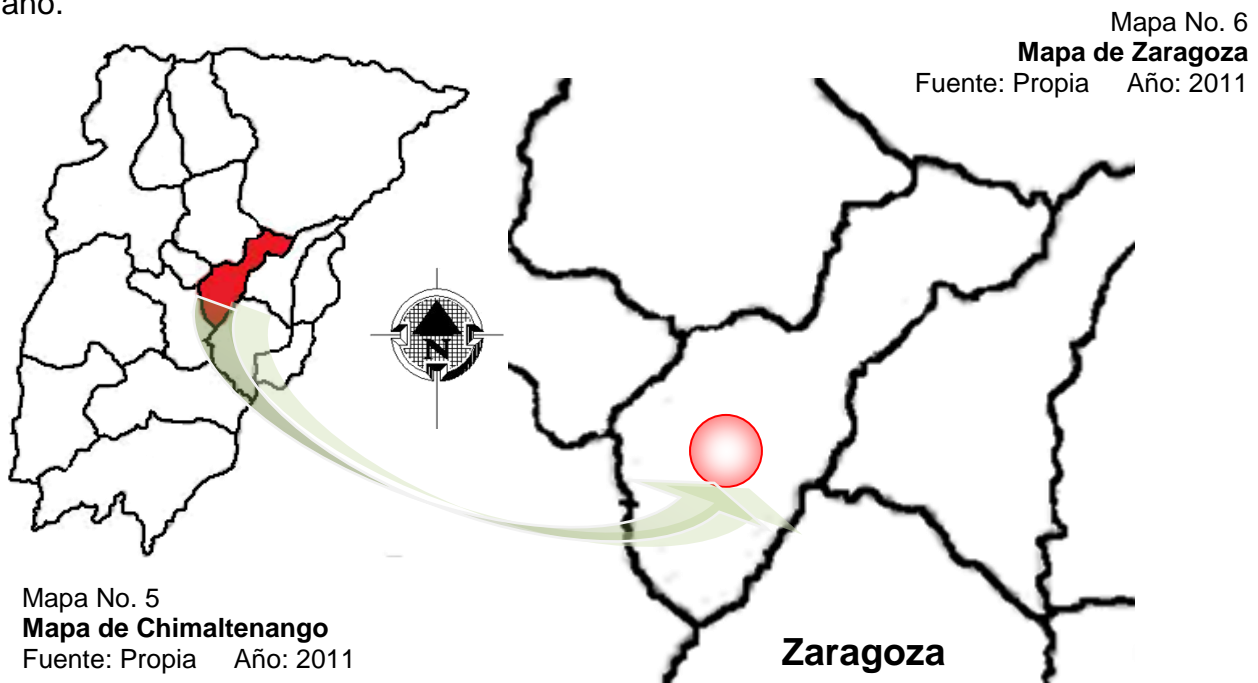 ano.
Mapa No. 6
Mapa de Zaragoza
Fuente: Propia Año: 2011
N
Mapa No. 5
Mapa de Chimaltenango
Fuente: Propia Año: 2011
Zaragoza